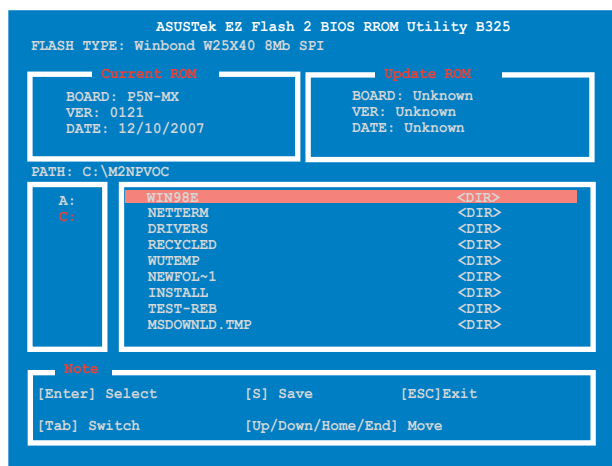 ASUSTek EZ Flash 2 BIOS RROM Utility B325
FLASH TYPE: Winbond W25X40 8Mb SPI
Current ROM
BOARD: P5N-MX
VER: 0121
DATE: 12/10/2007
Update ROM
BOARD: Unknown
VER: Unknown
DATE: Unknown
PATH: C:\M2NPVOC
A:
C:
WIN98E <DIR>
NETTERM <DIR>
DRIVERS <DIR>
RECYCLED <DIR>
WUTEMP <DIR>
NEWFOL~1 <DIR>
INSTALL <DIR>
TEST-REB <DIR>
MSDOWNLD.TMP <DIR>
Note
[Enter] Select [S] Save [ESC]Exit
[Tab] Switch [Up/Down/Home/End] Move